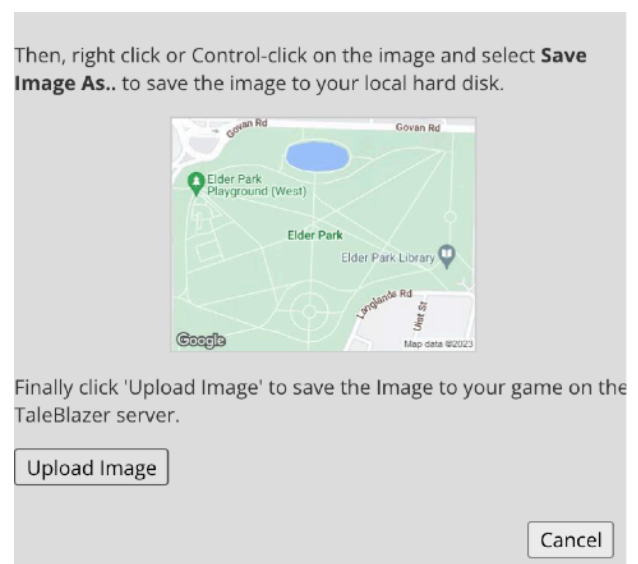 Then, right click or Control-click on the image and select Save
Image As.. to save the image to your local hard disk.
Govan Rd
Govan Rd
Elder Park
Playground (West)
Elder Park
Elder Park Library
Langlands Rd
Uist St
Google
Map data ©2023
Finally click 'Upload Image' to save the Image to your game on the
TaleBlazer server.
Upload Image
Cancel